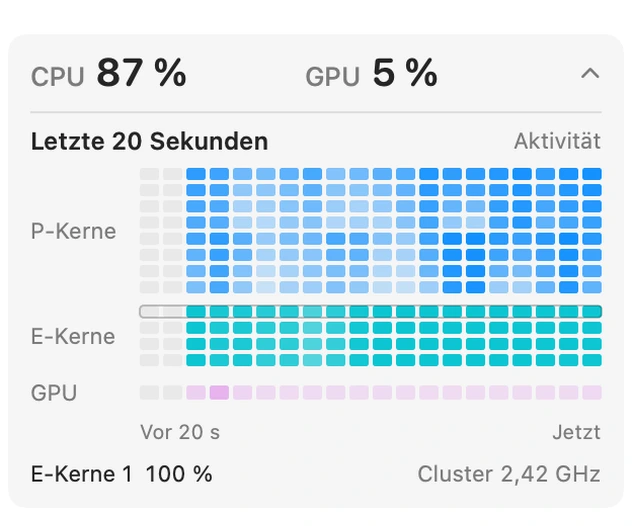 CPU 87 % GPU 5 %
Letzte 20 Sekunden Aktivität
P-Kerne
E-Kerne
GPU
Vor 20 s Jetzt
E-Kerne 1 100 % Cluster 2,42 GHz